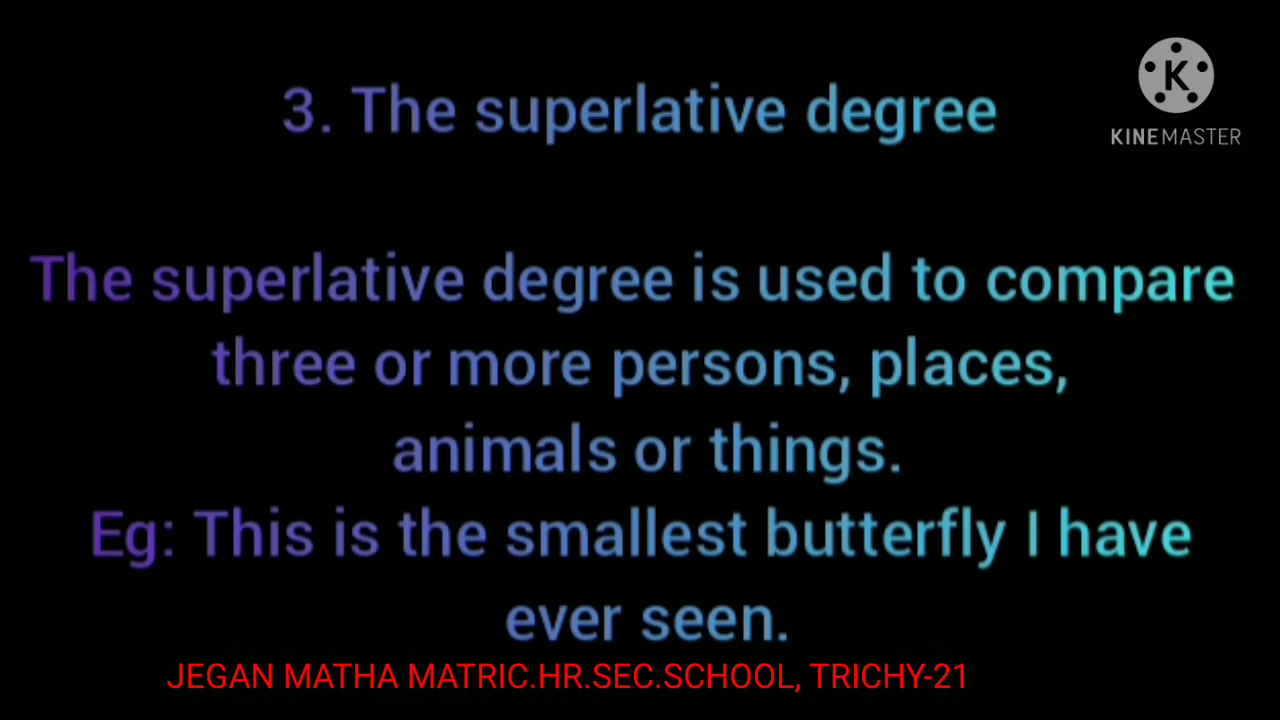 3. The superlative degree
KINEMASTER
The superlative degree is used to compare
three or more persons, places,
animals or things.
Eg: This is the smallest butterfly I have
ever seen.
JEGAN MATHA MATRIC.HR.SEC.SCHOOL, TRICHY-21